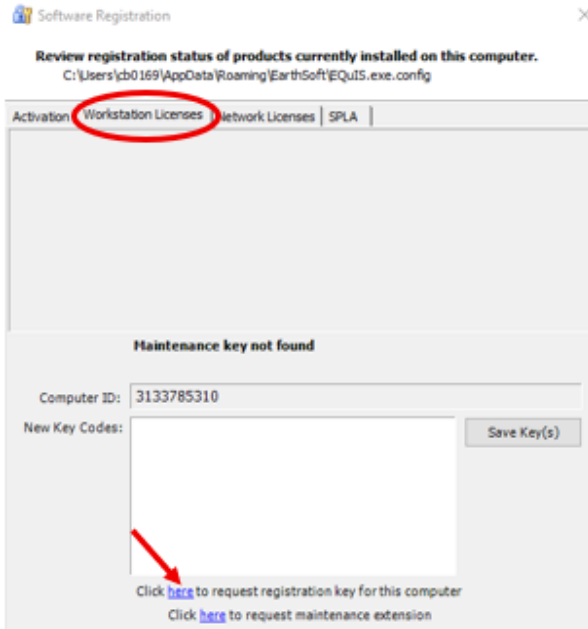 Software Registration
Review registration status of products currently installed on this computer.
C:\Users\cb0169\AppData\Roaming\EarthSoft\EQuIS.exe.config
Activation Workstation Licenses Network Licenses SPLA
Maintenance key not found
Computer ID: 3133785310
New Key Codes: Save Key(s)
Click here to request registration key for this computer
Click here to request maintenance extension